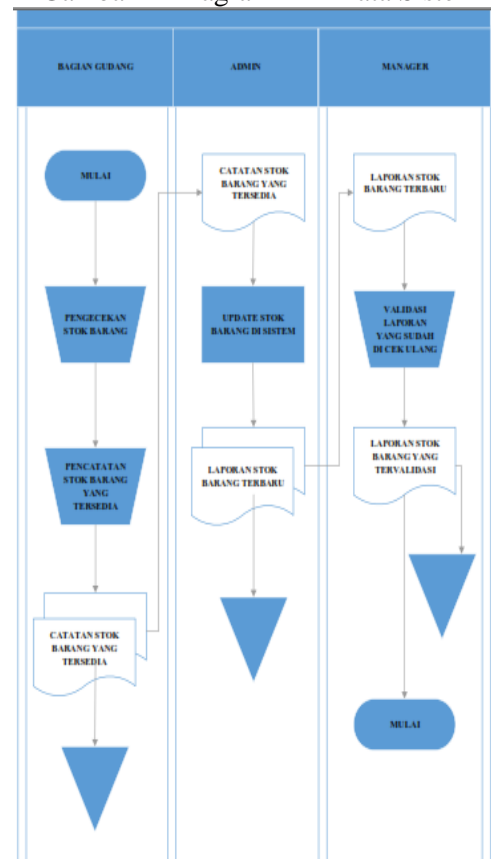 BAGIAN GUDANG
ADMIN
MANAGER
MULAI
PENGECEKAN
STOK BARANG
PENCATATAN
STOK BARANG
YANG
TERSEDIA
CATATAN STOK
BARANG YANG
TERSEDIA
CATATAN STOK
BARANG YANG
TERSEDIA
UPDATE STOK
BARANG DI SISTEM
LAPORAN STOK
BARANG TERBARU
LAPORAN STOK
BARANG TERBARU
VALIDASI
LAPORAN
YANG SUDAH
DI CEK ULANG
LAPORAN STOK
BARANG YANG
TERVALIDASI
MULAI